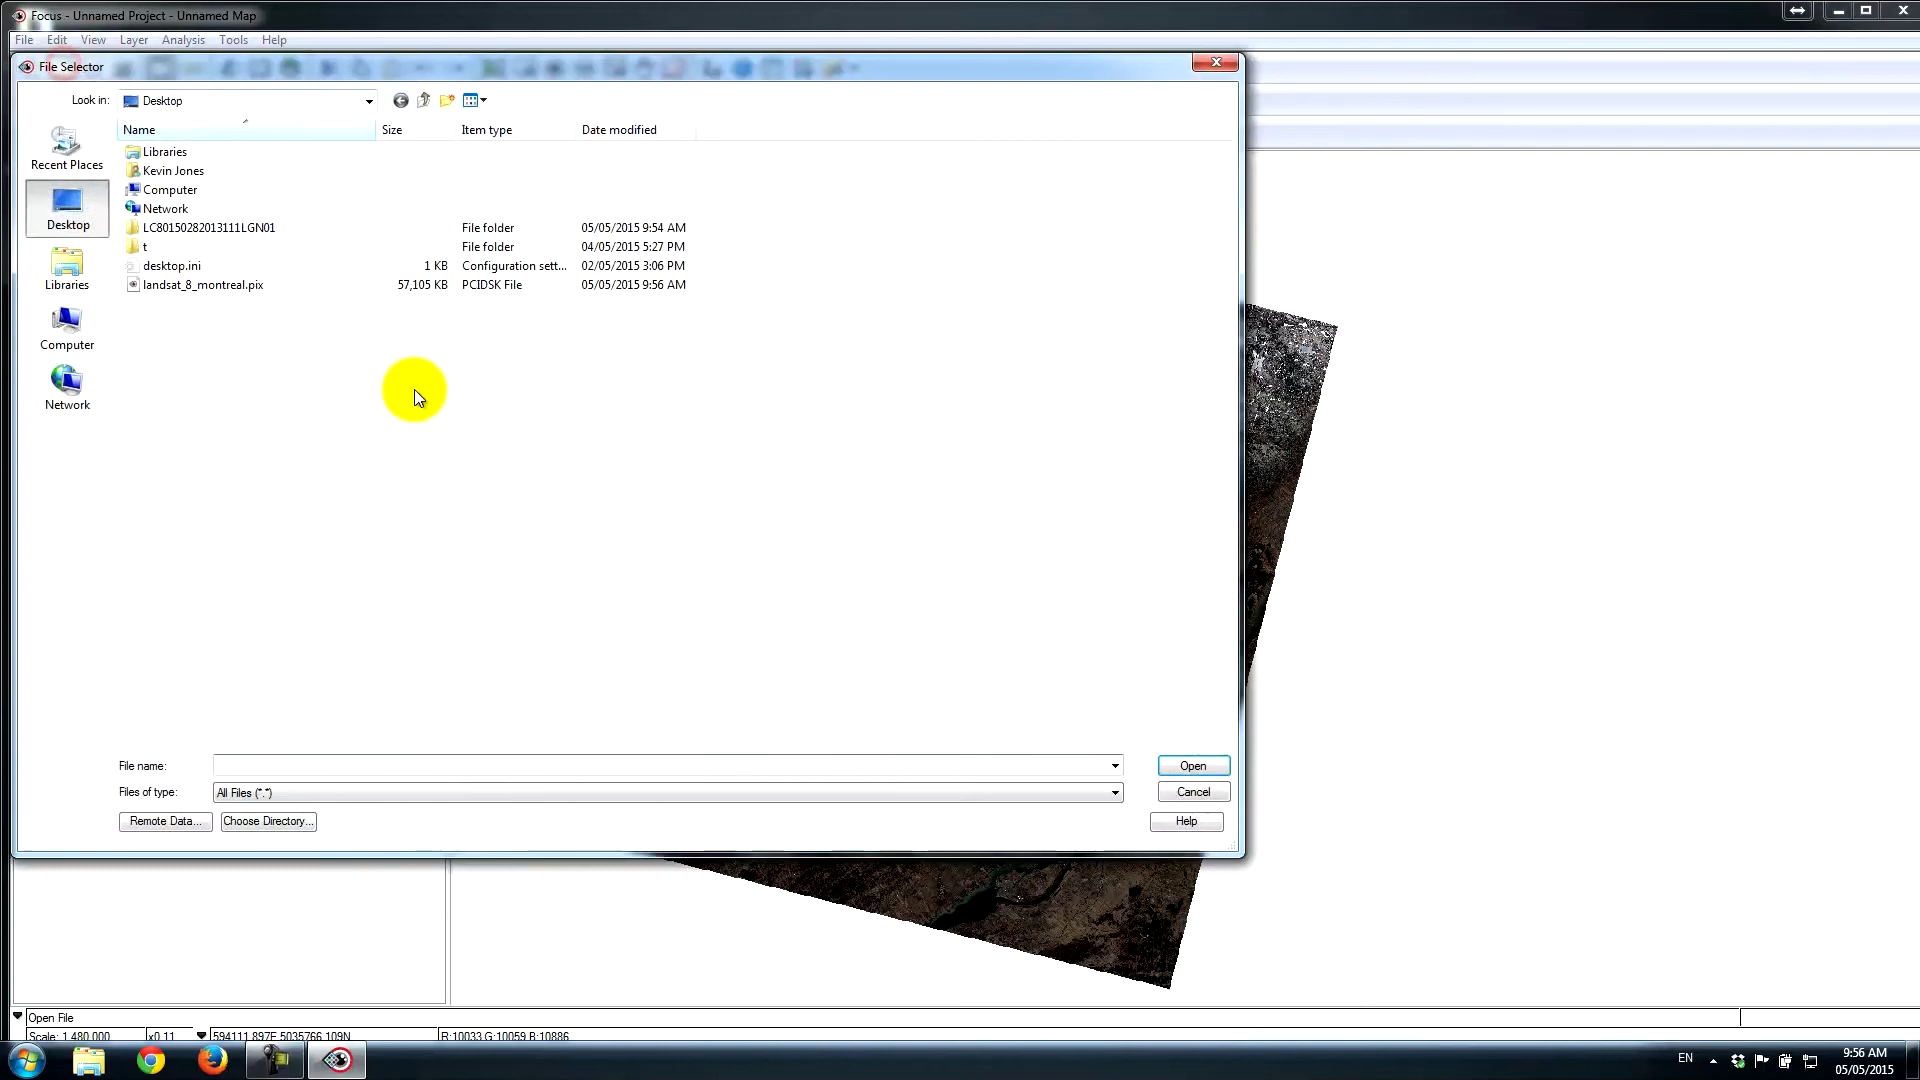 Focus - Unnamed Project - Unnamed Map
File Edit View Layer Analysis Tools Help
File Selector
Look in: Desktop
Name Size Item type Date modified
Recent Places
Desktop
Libraries
Computer
Network
Libraries
Kevin Jones
Computer
Network
LC80150282013111LGN01 File folder 05/05/2015 9:54 AM
t File folder 04/05/2015 5:27 PM
desktop.ini 1 KB Configuration sett... 02/05/2015 3:06 PM
landsat_8_montreal.pix 57,105 KB PCIDSK File 05/05/2015 9:56 AM
File name: Open
Files of type: All Files (*.*) Cancel
Remote Data... Choose Directory... Help
Open File
Scale: 1:480,000 x0.11 594111.897E 5035766.109N R:10033 G:10059 B:10886
EN 9:56 AM
05/05/2015